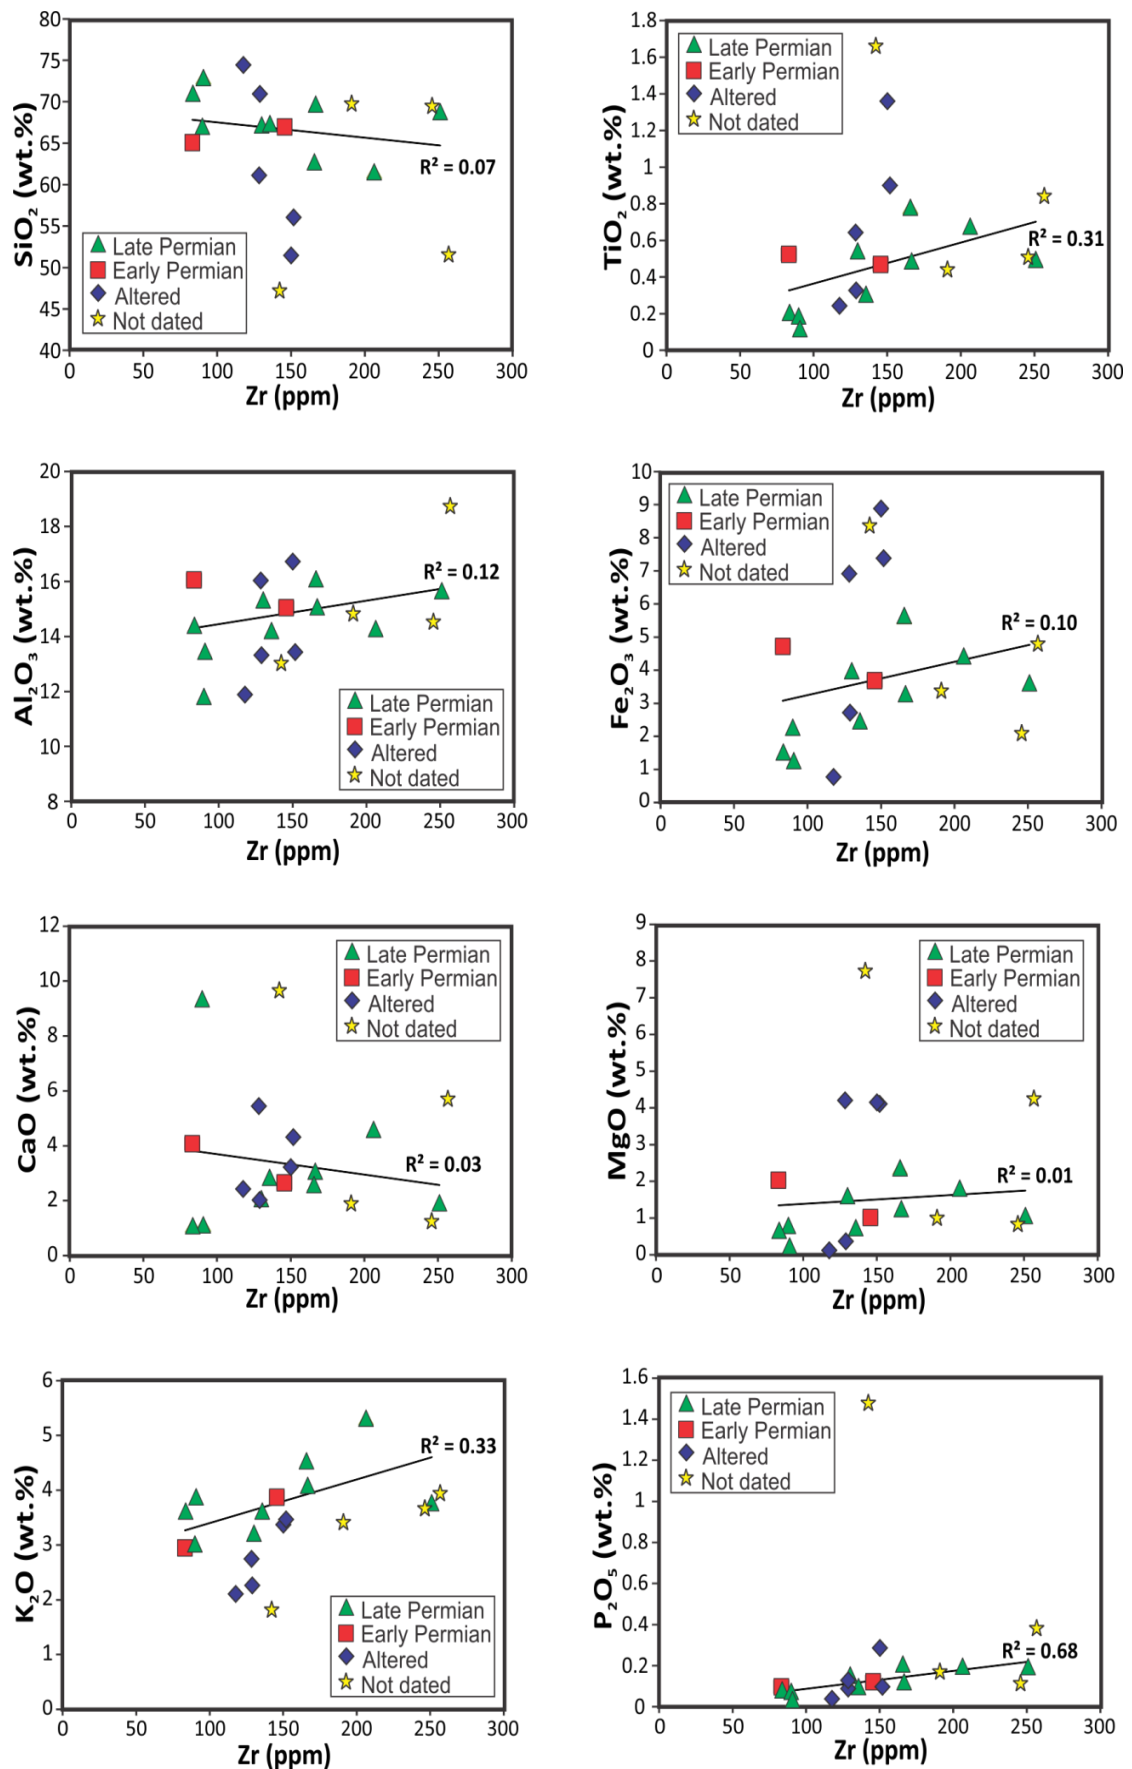 80
75
70
65
60
55
50
45
40
SiO₂ (wt.%)
R² = 0.07
Late Permian
Early Permian
Altered
Not dated
0 50 100 150 200 250 300
Zr (ppm)
1.8
1.6
1.4
1.2
1
0.8
0.6
0.4
0.2
0
TiO₂ (wt.%)
Late Permian
Early Permian
Altered
Not dated
R² = 0.31
0 50 100 150 200 250 300
Zr (ppm)
20
18
16
14
12
10
8
Al₂O₃ (wt.%)
R² = 0.12
Late Permian
Early Permian
Altered
Not dated
0 50 100 150 200 250 300
Zr (ppm)
10
9
8
7
6
5
4
3
2
1
0
Fe₂O₃ (wt.%)
Late Permian
Early Permian
Altered
Not dated
R² = 0.10
0 50 100 150 200 250 300
Zr (ppm)
12
10
8
6
4
2
0
CaO (wt.%)
Late Permian
Early Permian
Altered
Not dated
R² = 0.03
0 50 100 150 200 250 300
Zr (ppm)
9
8
7
6
5
4
3
2
1
0
MgO (wt.%)
Late Permian
Early Permian
Altered
Not dated
R² = 0.01
0 50 100 150 200 250 300
Zr (ppm)
6
5
4
3
2
1
0
K₂O (wt.%)
R² = 0.33
Late Permian
Early Permian
Altered
Not dated
0 50 100 150 200 250 300
Zr (ppm)
1.6
1.4
1.2
1
0.8
0.6
0.4
0.2
0
P₂O₅ (wt.%)
Late Permian
Early Permian
Altered
Not dated
R² = 0.68
0 50 100 150 200 250 300
Zr (ppm)